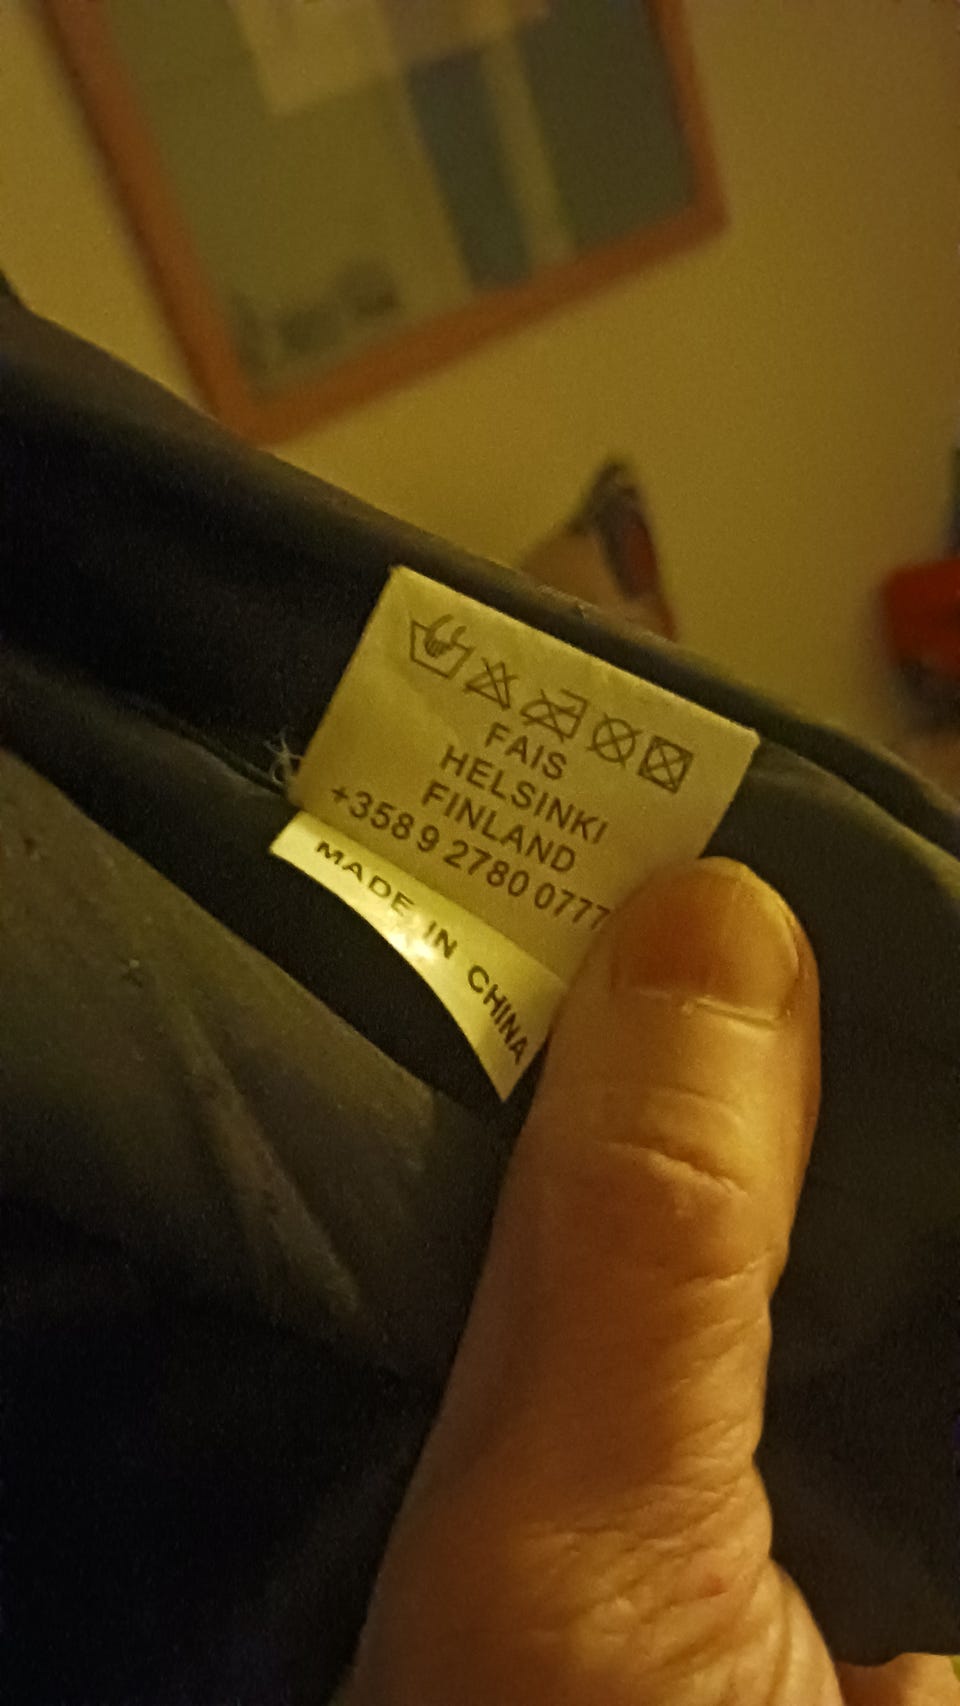 FAIS
HELSINKI
FINLAND
+358 9 2780 0777
MADE IN CHINA